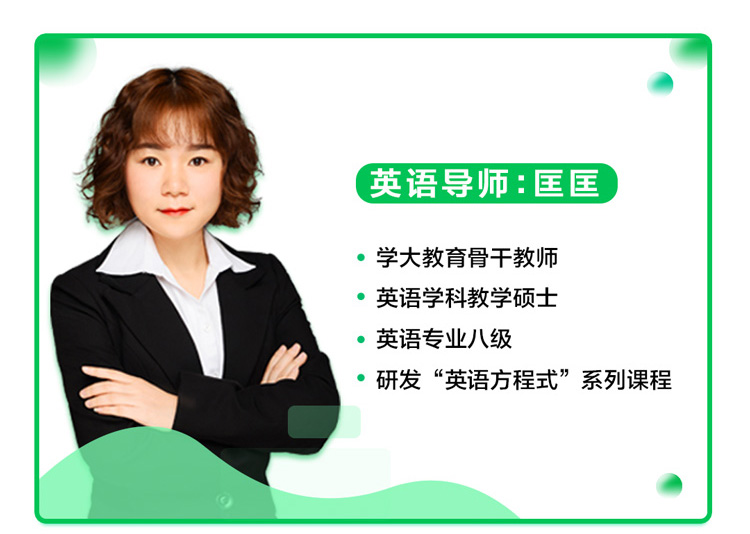 英语导师：匡匡
学大教育骨干教师
英语学科教学硕士
英语专业八级
研发“英语方程式”系列课程